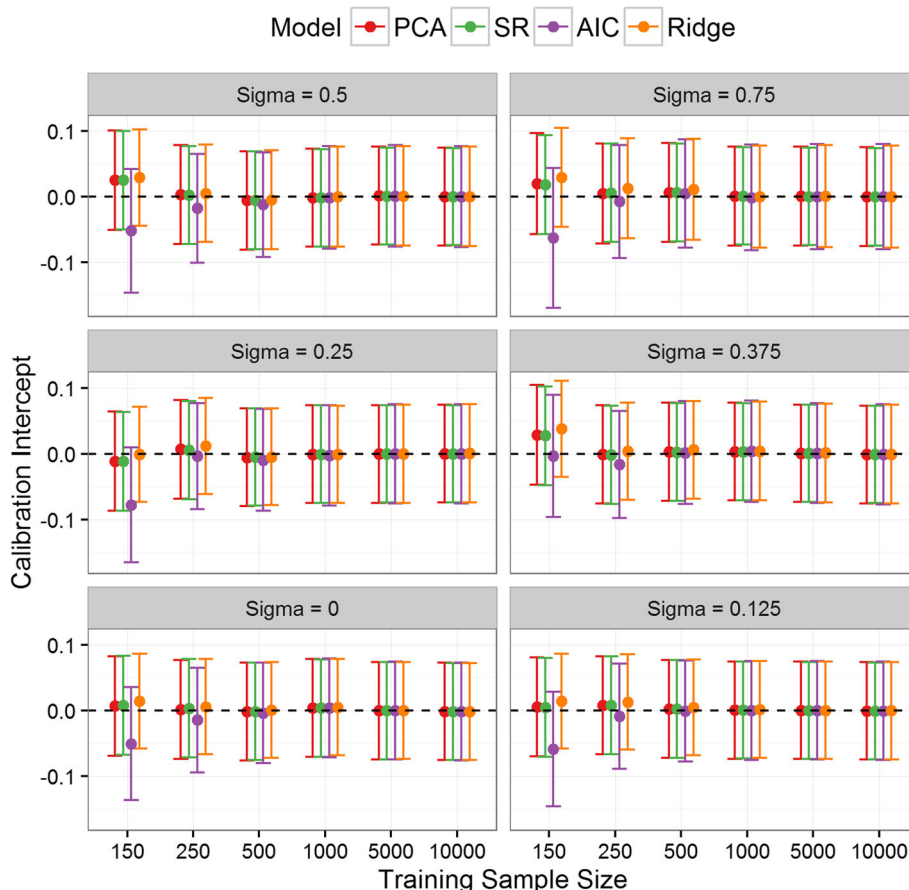 Model PCA SR AIC Ridge
Sigma = 0.5 Sigma = 0.75
0.1
0.0
-0.1
Sigma = 0.25 Sigma = 0.375
0.1
0.0
-0.1
Calibration Intercept
Sigma = 0 Sigma = 0.125
0.1
0.0
-0.1
150 250 500 1000 5000 10000 150 250 500 1000 5000 10000
Training Sample Size